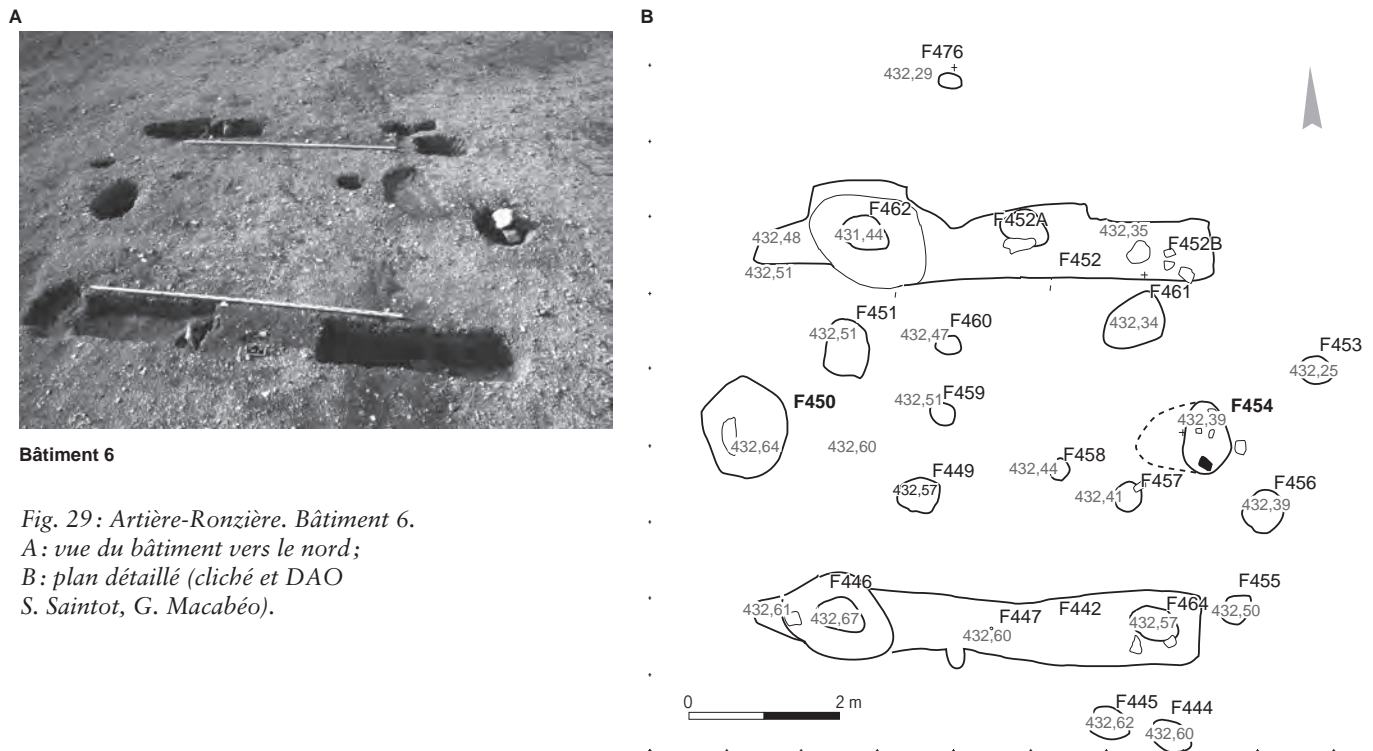 A
Bâtiment 6
Fig. 29 : Artière-Ronzière. Bâtiment 6.
A : vue du bâtiment vers le nord ;
B : plan détaillé (cliché et DAO
S. Saintot, G. Macabéo).
B
F476
432,29
F462
431,44
432,48
432,51
F452A
432,35
F452B
F452
F461
432,34
F451
432,51
F460
432,47
F453
432,25
F450
432,64
432,60
F459
432,51
F454
432,39
F458
432,44
F449
432,57
F457
432,41
F456
432,39
F446
432,61
432,67
F447
432,60
F442
F464
432,57
F455
432,50
0 2 m
F445
432,62
F444
432,60